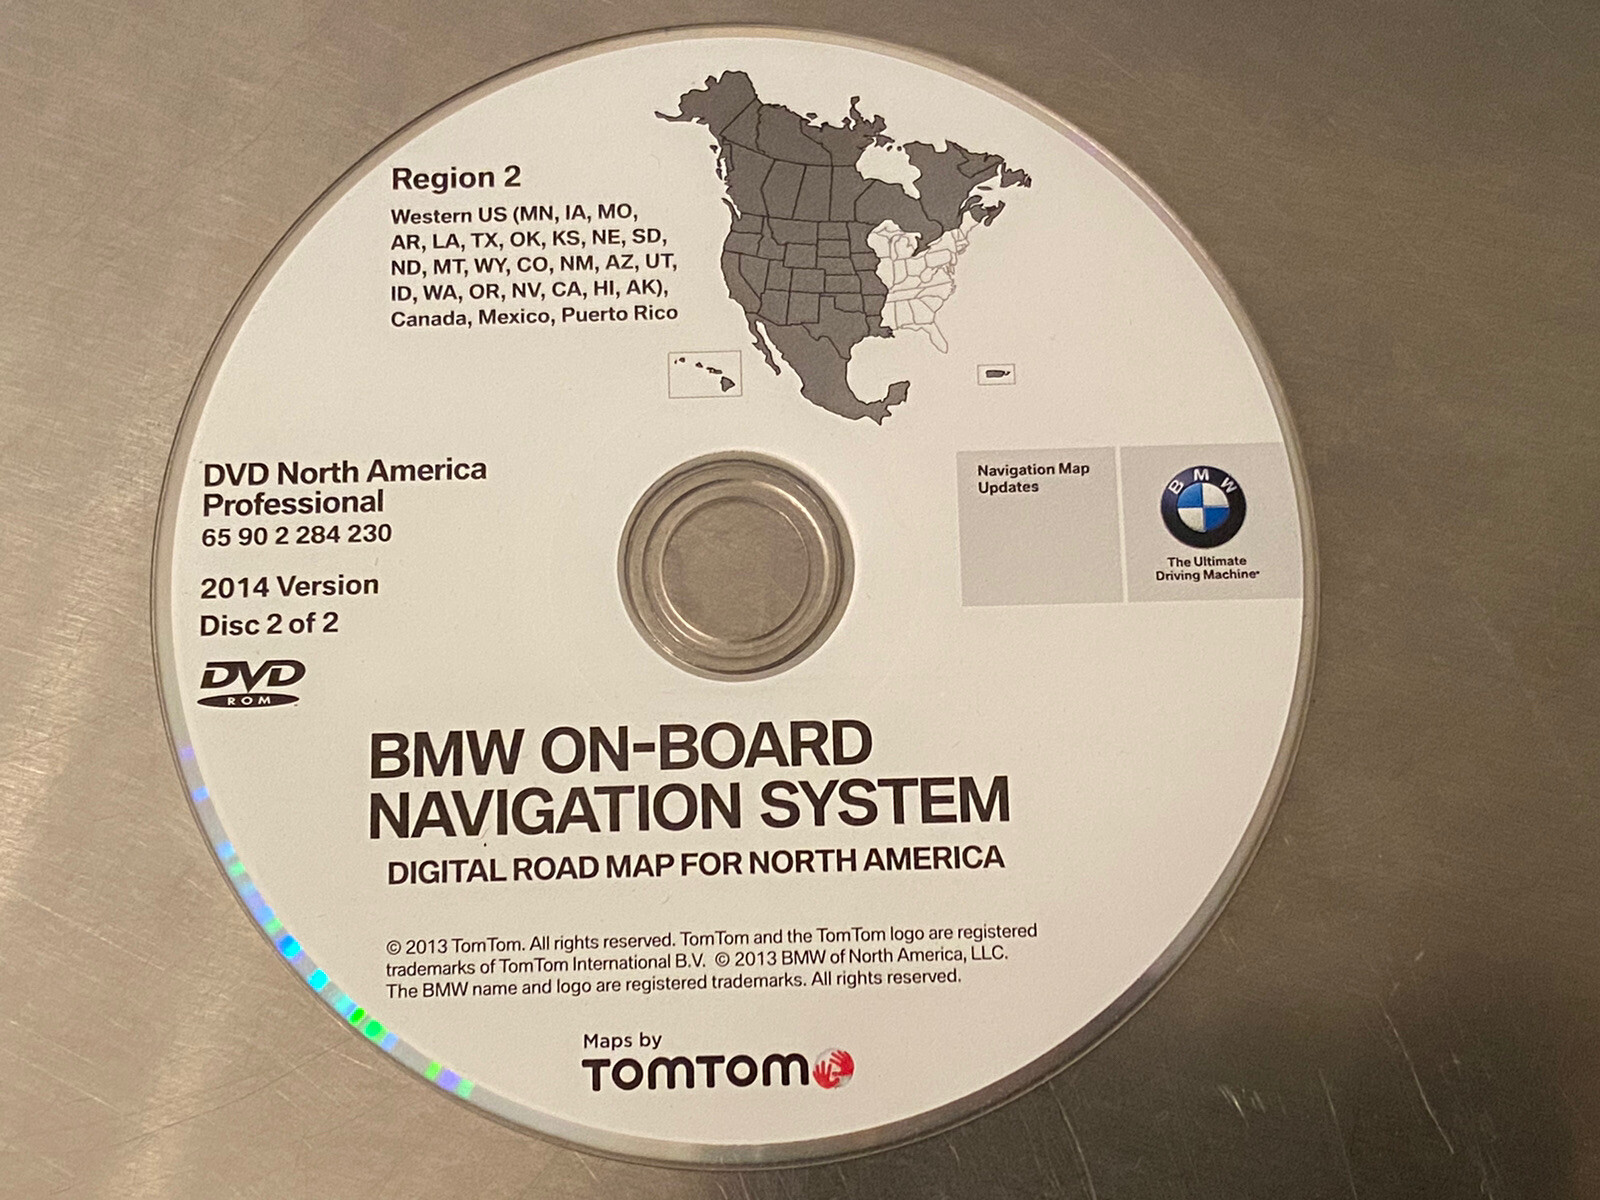 Region 2
Western US (MN, IA, MO,
AR, LA, TX, OK, KS, NE, SD,
ND, MT, WY, CO, NM, AZ, UT,
ID, WA, OR, NV, CA, HI, AK),
Canada, Mexico, Puerto Rico
DVD North America
Professional
65 90 2 284 230
2014 Version
Disc 2 of 2
DVD
ROM
Navigation Map
Updates
BMW
The Ultimate
Driving Machine®
BMW ON-BOARD
NAVIGATION SYSTEM
DIGITAL ROAD MAP FOR NORTH AMERICA
© 2013 TomTom. All rights reserved. TomTom and the TomTom logo are registered
trademarks of TomTom International B.V. © 2013 BMW of North America, LLC.
The BMW name and logo are registered trademarks. All rights reserved.
Maps by
TOMTOM